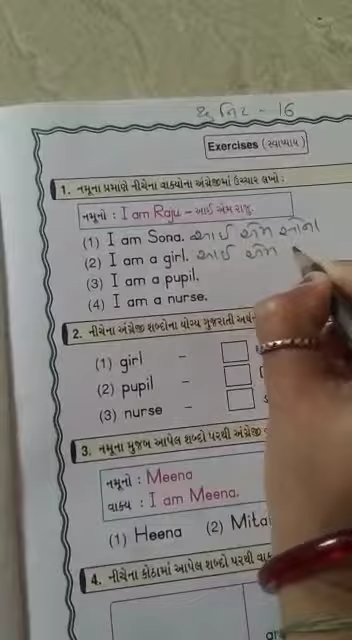 યુનિટ - 16
Exercises (સ્વાધ્યાય)
1. નમૂના પ્રમાણે નીચેના વાક્યોના અંગ્રેજીમાં ઉચ્ચાર લખો :
નમૂનો : I am Raju – આઈ એમ રાજુ.
(1) I am Sona. આઈ એમ સોના
(2) I am a girl. આઈ એમ
(3) I am a pupil.
(4) I am a nurse.
2. નીચેના અંગ્રેજી શબ્દોના યોગ્ય ગુજરાતી
(1) girl –
(2) pupil –
(3) nurse –
3. નમૂના મુજબ આપેલ શબ્દો પરથી અંગ્રેજી
નમૂનો : Meena
વાક્ય : I am Meena.
(1) Heena (2)
4. નીચેના કોઠામાં આપેલ શબ્દો પરથી